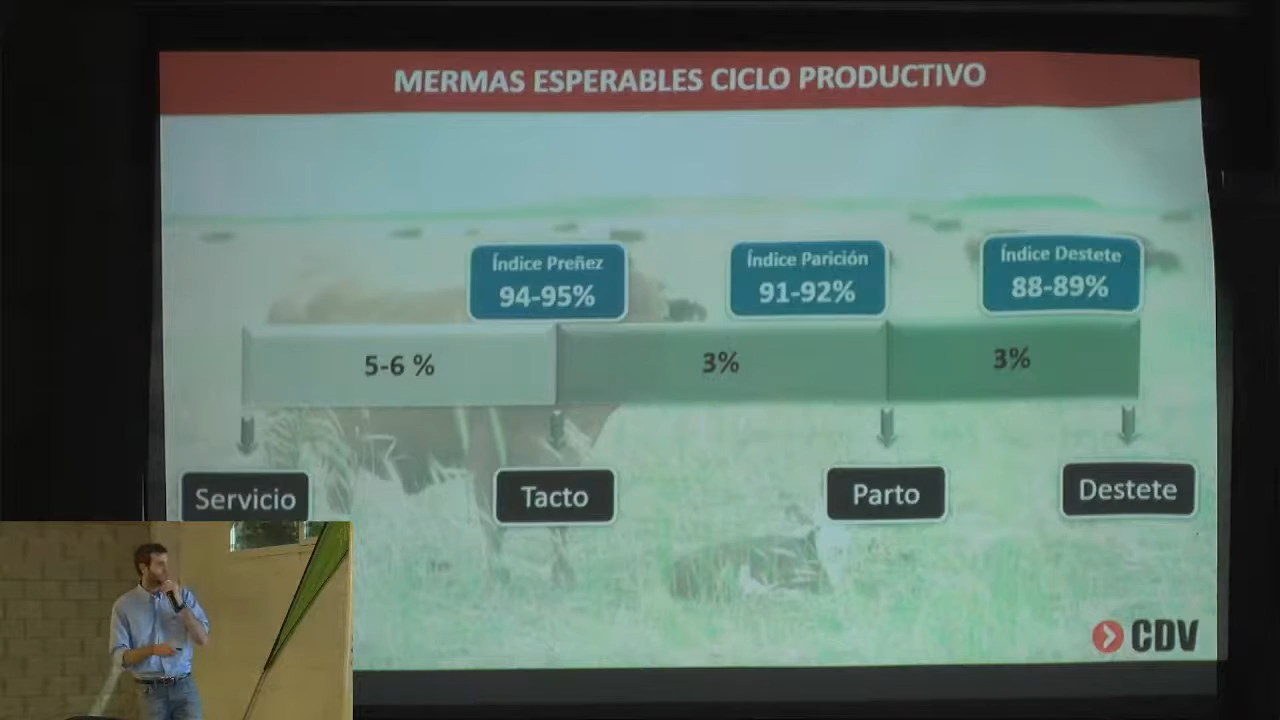 MERMAS ESPERABLES CICLO PRODUCTIVO
Índice Preñez
94-95%
Índice Parición
91-92%
Índice Destete
88-89%
5-6 %
3%
3%
Servicio
Tacto
Parto
Destete
CDV